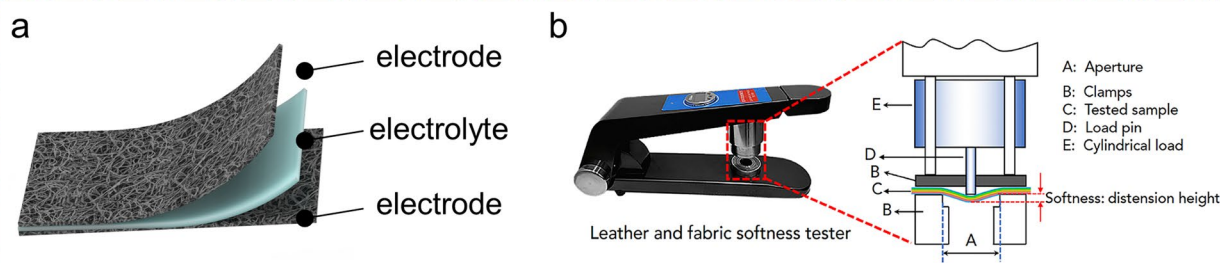 a
electrode
electrolyte
electrode
b
Leather and fabric softness tester
E
D
B
C
B
A
A: Aperture
B: Clamps
C: Tested sample
D: Load pin
E: Cylindrical load
Softness: distension height